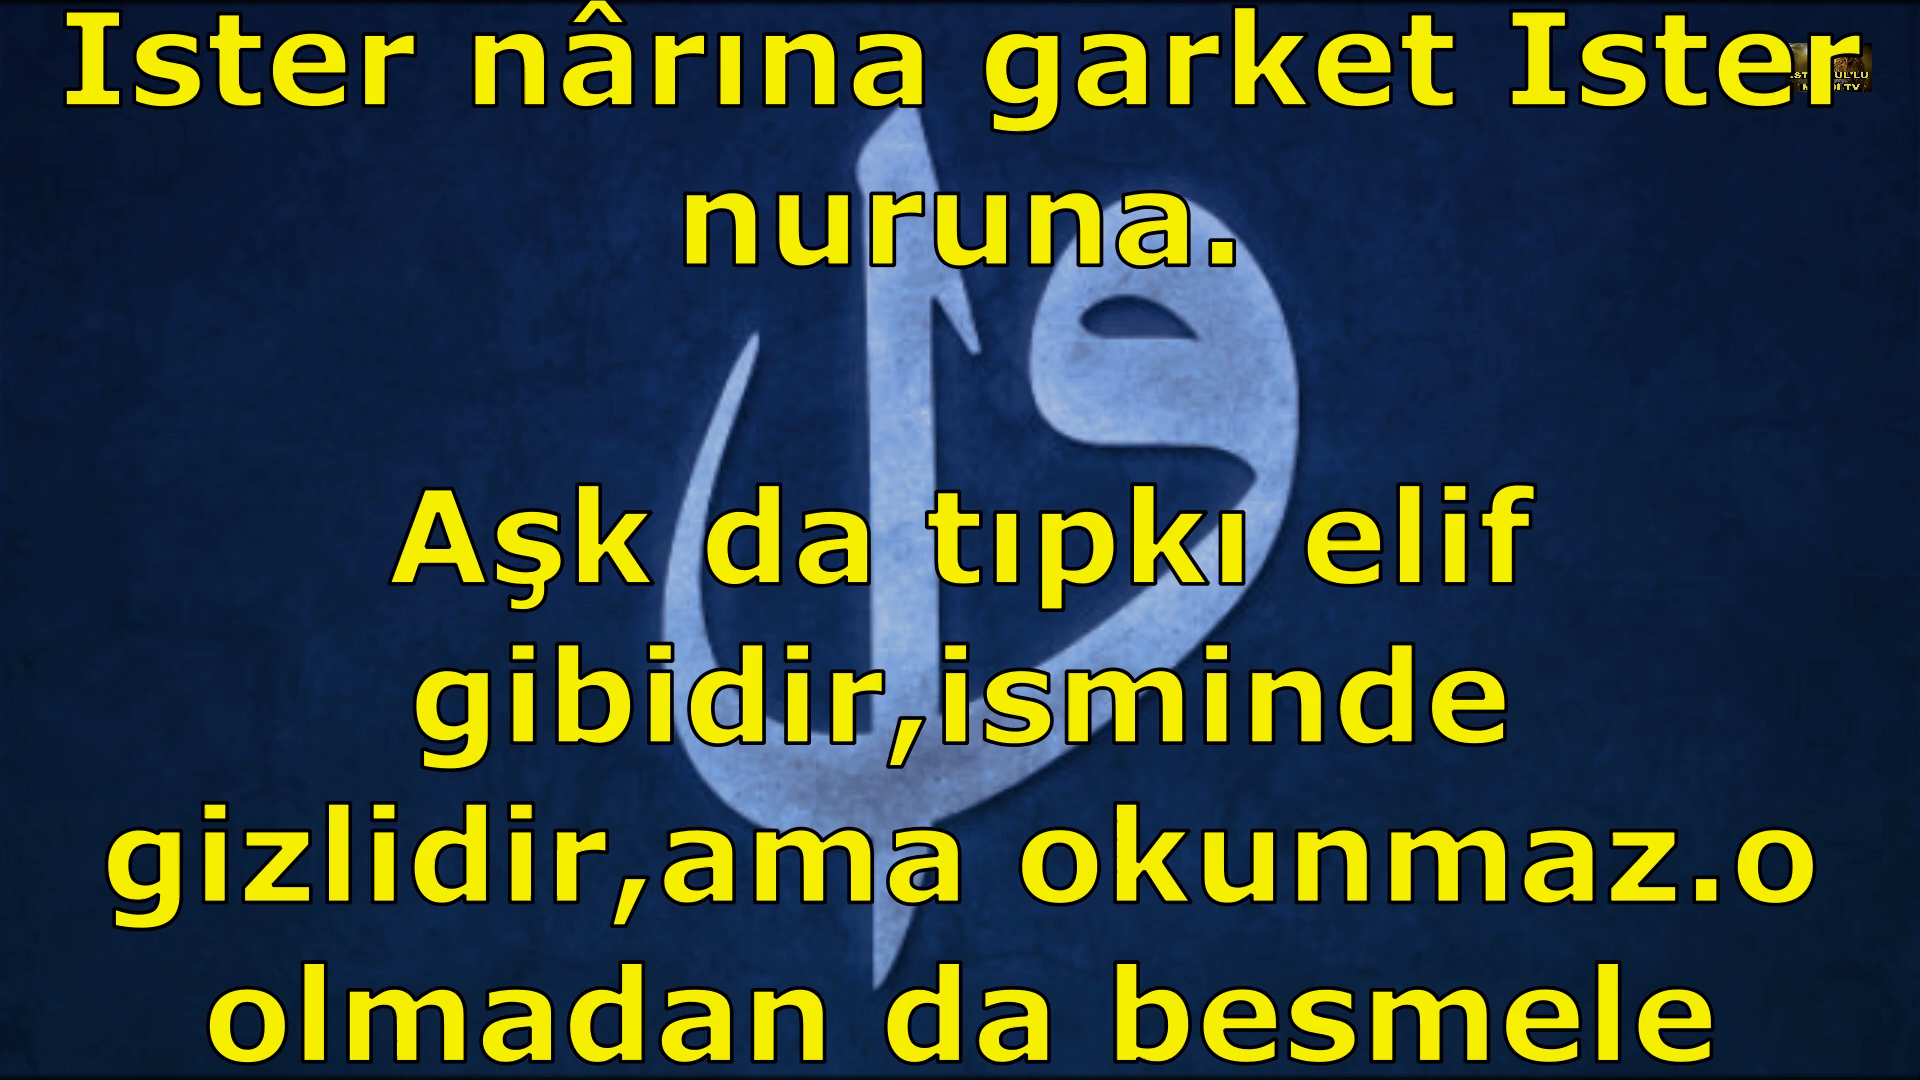 Ister nârına garket Ister
nuruna.
Aşk da tıpkı elif
gibidir,isminde
gizlidir,ama okunmaz.o
olmadan da besmele